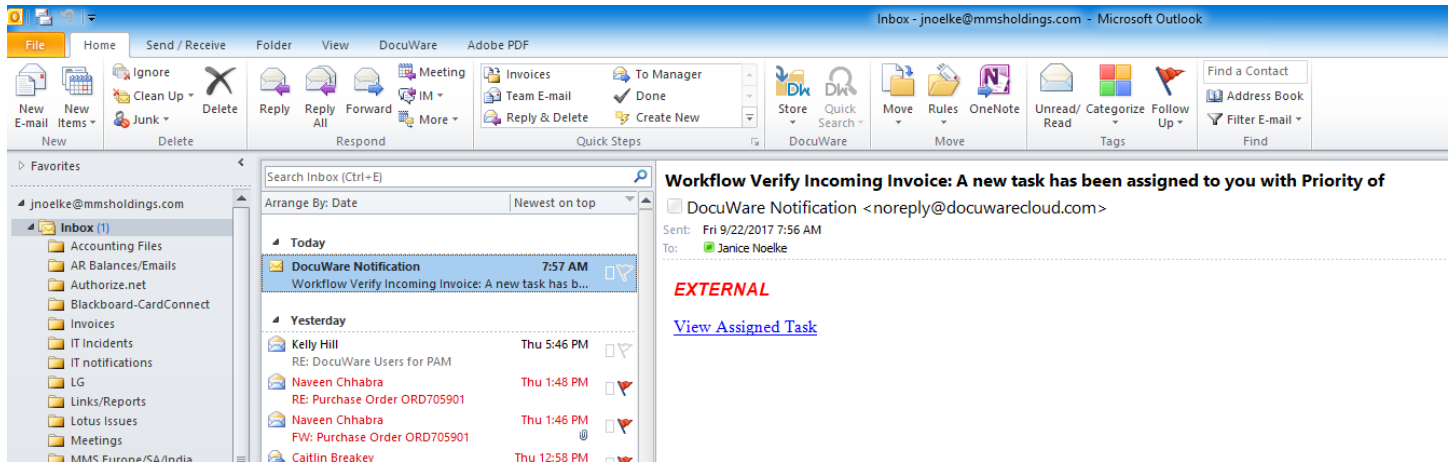 Inbox - jnoelke@mmsholdings.com - Microsoft Outlook
File Home Send / Receive Folder View DocuWare Adobe PDF
New E-mail
New Items
New
Ignore
Clean Up
Junk
Delete
Delete
Reply
Reply All
Forward
Meeting
IM
More
Respond
Invoices
Team E-mail
Reply & Delete
To Manager
Done
Create New
Quick Steps
DW
Store
DW
Quick Search
DocuWare
Move
Rules
OneNote
Move
Unread/ Read
Categorize
Follow Up
Tags
Find a Contact
Address Book
Filter E-mail
Find
Favorites
jnoelke@mmsholdings.com
Inbox (1)
Accounting Files
AR Balances/Emails
Authorize.net
Blackboard-CardConnect
Invoices
IT Incidents
IT notifications
LG
Links/Reports
Lotus Issues
Meetings
MMS Europe/SA/India
Search Inbox (Ctrl+E)
Arrange By: Date Newest on top
Today
DocuWare Notification 7:57 AM
Workflow Verify Incoming Invoice: A new task has b...
Yesterday
Kelly Hill Thu 5:46 PM
RE: DocuWare Users for PAM
Naveen Chhabra Thu 1:48 PM
RE: Purchase Order ORD705901
Naveen Chhabra Thu 1:46 PM
FW: Purchase Order ORD705901
Caitlin Breakey Thu 12:58 PM
Workflow Verify Incoming Invoice: A new task has been assigned to you with Priority of
DocuWare Notification <noreply@docuwarecloud.com>
Sent: Fri 9/22/2017 7:56 AM
To: Janice Noelke
EXTERNAL
View Assigned Task